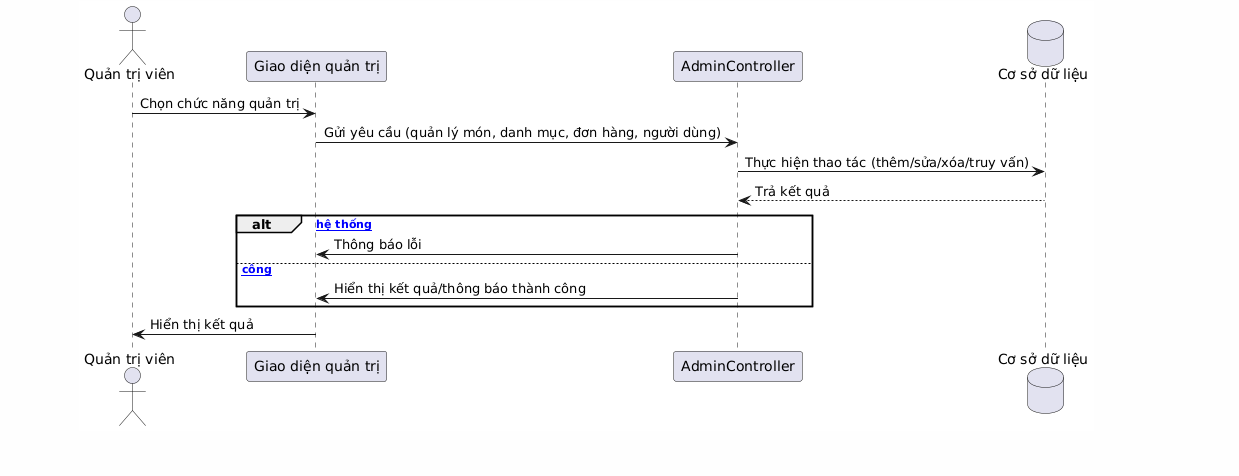 Quản trị viên
Giao diện quản trị
AdminController
Cơ sở dữ liệu
Chọn chức năng quản trị
Gửi yêu cầu (quản lý món, danh mục, đơn hàng, người dùng)
Thực hiện thao tác (thêm/sửa/xóa/truy vấn)
Trả kết quả
alt hệ thống
Thông báo lỗi
công
Hiển thị kết quả/thông báo thành công
Hiển thị kết quả
Quản trị viên
Giao diện quản trị
AdminController
Cơ sở dữ liệu